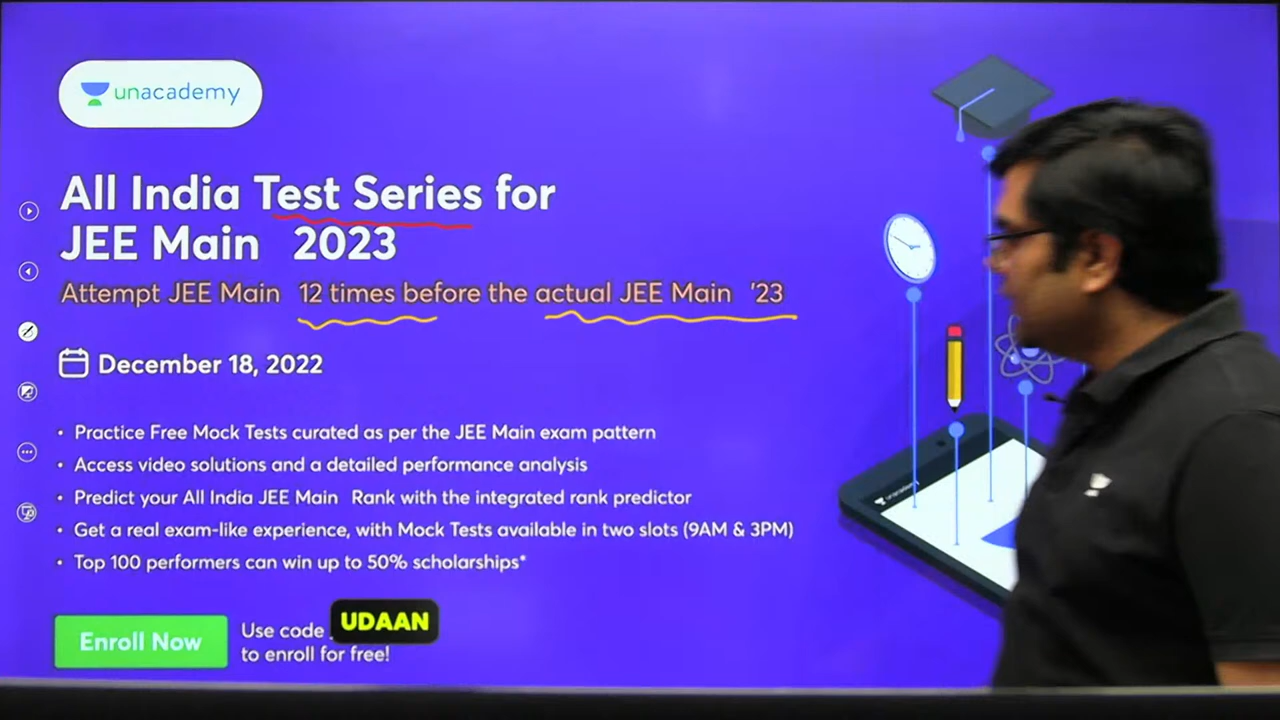 unacademy
All India Test Series for
JEE Main 2023
Attempt JEE Main 12 times before the actual JEE Main '23
December 18, 2022
• Practice Free Mock Tests curated as per the JEE Main exam pattern
• Access video solutions and a detailed performance analysis
• Predict your All India JEE Main Rank with the integrated rank predictor
• Get a real exam-like experience, with Mock Tests available in two slots (9AM & 3PM)
• Top 100 performers can win up to 50% scholarships*
Enroll Now
Use code UDAAN
to enroll for free!
unacademy